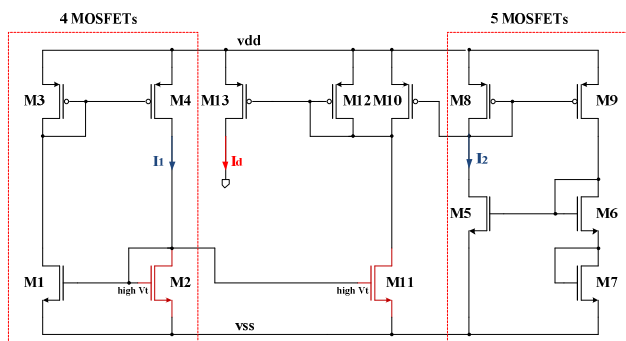 4 MOSFETs
5 MOSFETs
vdd
M3
M4
M13
M12
M10
M8
M9
I1
Id
I2
M5
M6
M1
M2
high Vt
M11
high Vt
M7
vss